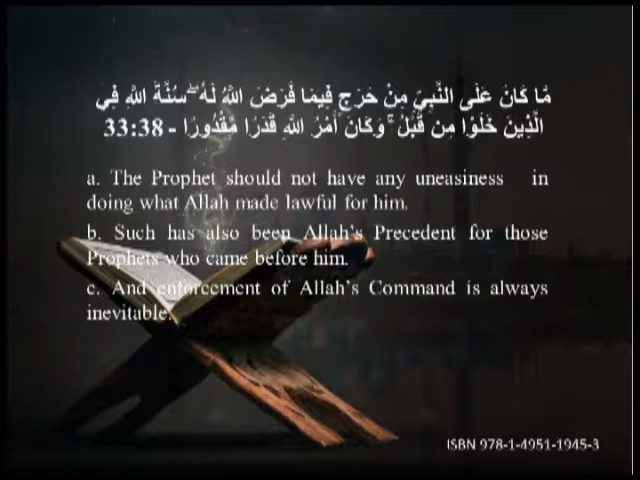 مَّا كَانَ عَلَى النَّبِيِّ مِنْ حَرَجٍ فِيمَا فَرَضَ اللَّهُ لَهُ ۖ سُنَّةَ اللَّهِ فِي
الَّذِينَ خَلَوْا مِن قَبْلُ ۚ وَكَانَ أَمْرُ اللَّهِ قَدَرًا مَّقْدُورًا - 33:38
a. The Prophet should not have any uneasiness in
doing what Allah made lawful for him.
b. Such has also been Allah's Precedent for those
Prophets who came before him.
c. And enforcement of Allah's Command is always
inevitable.
ISBN 978-1-4951-1945-3